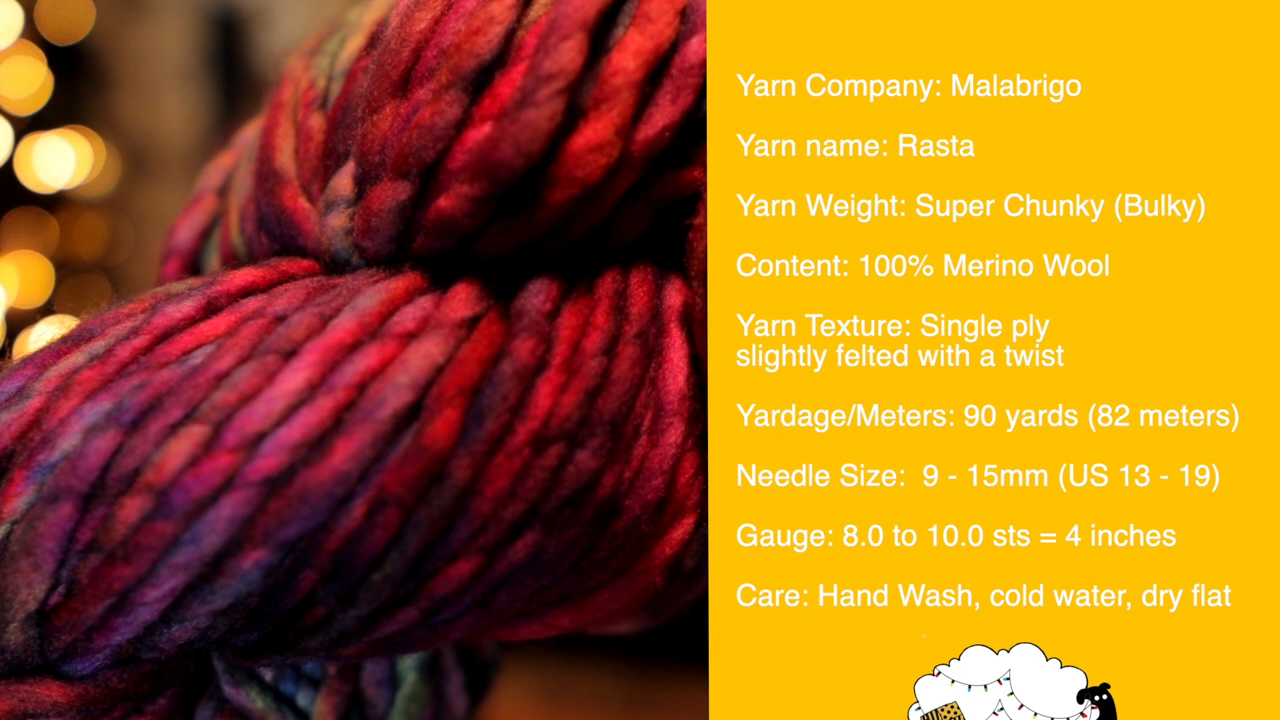 Yarn Company: Malabrigo
Yarn name: Rasta
Yarn Weight: Super Chunky (Bulky)
Content: 100% Merino Wool
Yarn Texture: Single ply
slightly felted with a twist
Yardage/Meters: 90 yards (82 meters)
Needle Size:  9 - 15mm (US 13 - 19)
Gauge: 8.0 to 10.0 sts = 4 inches
Care: Hand Wash, cold water, dry flat